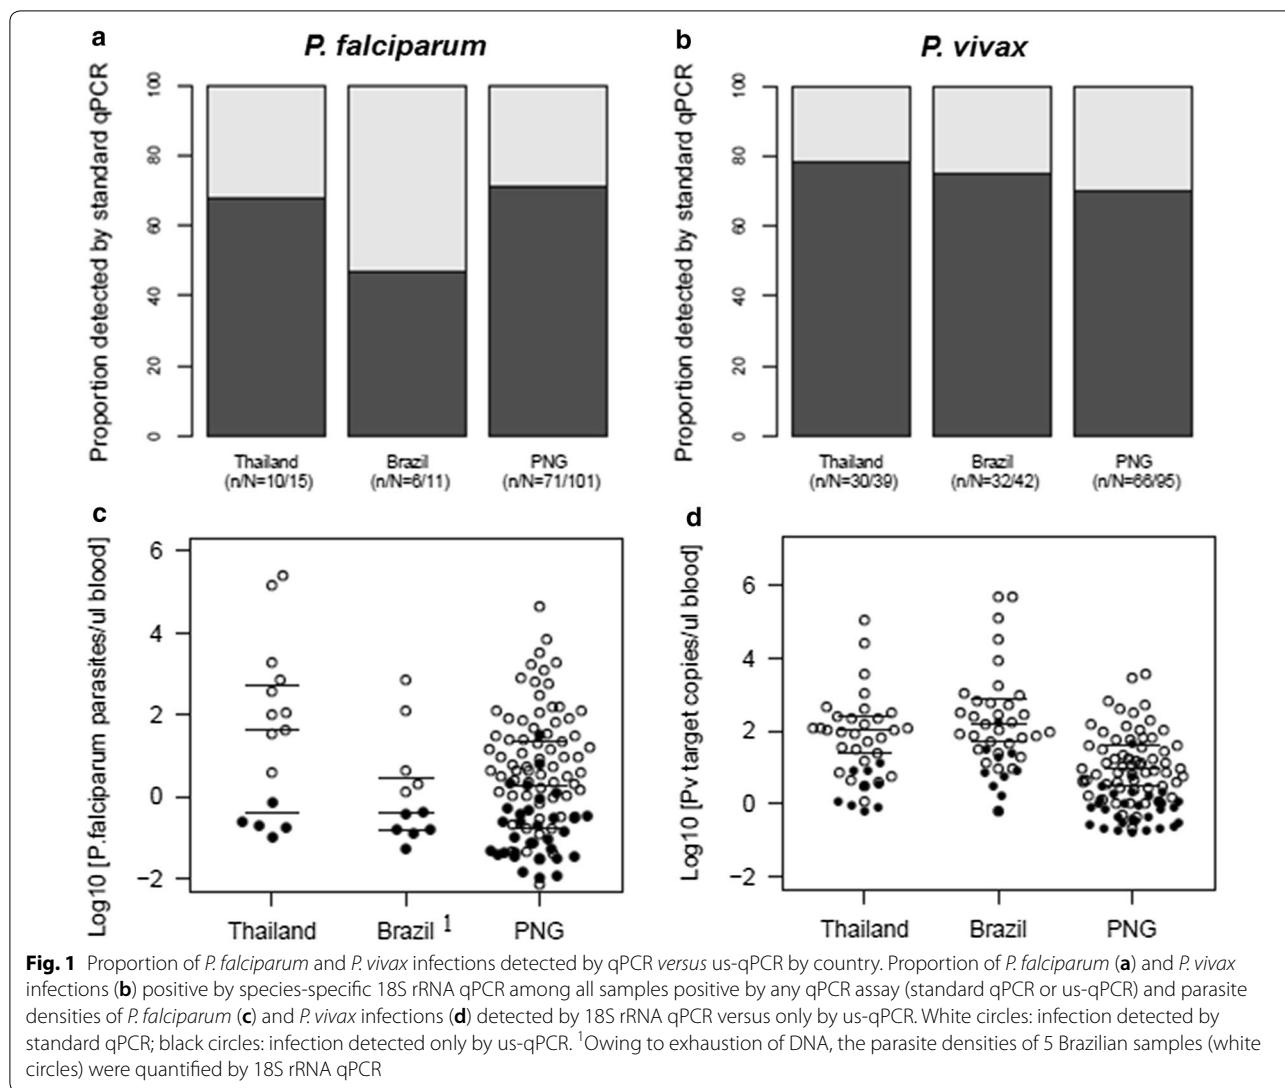 a P. falciparum
Proportion detected by standard qPCR
100
80
60
40
20
0
Thailand Brazil PNG
(n/N=10/15) (n/N=6/11) (n/N=71/101)
b P. vivax
Proportion detected by standard qPCR
100
80
60
40
20
0
Thailand Brazil PNG
(n/N=30/39) (n/N=32/42) (n/N=66/95)
c
Log10 [P.falciparum parasites/ul blood]
6
4
2
0
−2
Thailand Brazil 1 PNG
d
Log10 [Pv target copies/ul blood]
6
4
2
0
−2
Thailand Brazil PNG
Fig. 1 Proportion of P. falciparum and P. vivax infections detected by qPCR versus us-qPCR by country. Proportion of P. falciparum (a) and P. vivax
infections (b) positive by species-specific 18S rRNA qPCR among all samples positive by any qPCR assay (standard qPCR or us-qPCR) and parasite
densities of P. falciparum (c) and P. vivax infections (d) detected by 18S rRNA qPCR versus only by us-qPCR. White circles: infection detected by
standard qPCR; black circles: infection detected only by us-qPCR. 1Owing to exhaustion of DNA, the parasite densities of 5 Brazilian samples (white
circles) were quantified by 18S rRNA qPCR